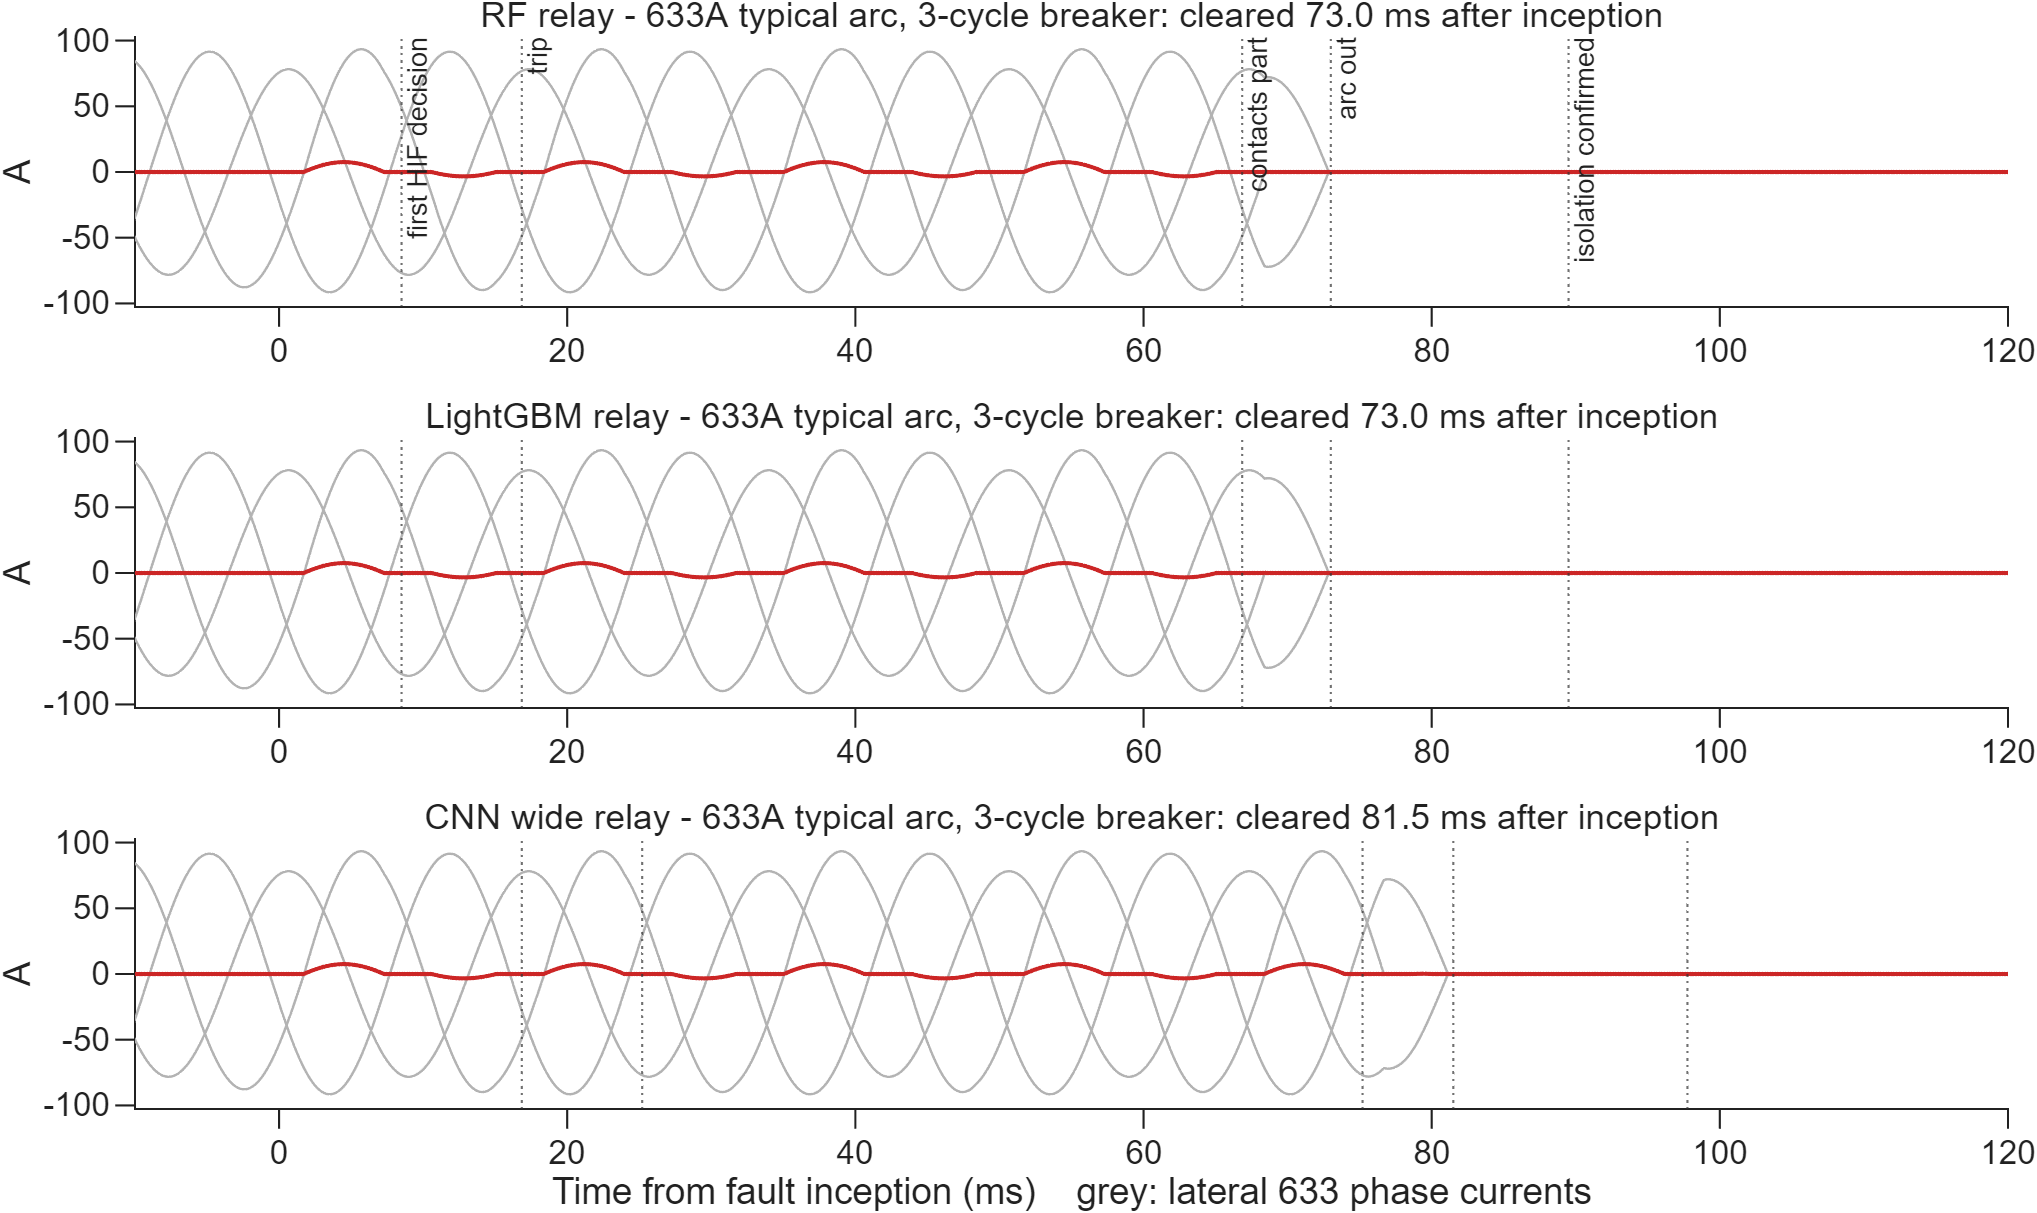 RF relay - 633A typical arc, 3-cycle breaker: cleared 73.0 ms after inception
100
50
0
-50
-100
A
first HIF decision
trip
contacts part
arc out
isolation confirmed
0 20 40 60 80 100 120
LightGBM relay - 633A typical arc, 3-cycle breaker: cleared 73.0 ms after inception
100
50
0
-50
-100
A
0 20 40 60 80 100 120
CNN wide relay - 633A typical arc, 3-cycle breaker: cleared 81.5 ms after inception
100
50
0
-50
-100
A
0 20 40 60 80 100 120
Time from fault inception (ms) grey: lateral 633 phase currents